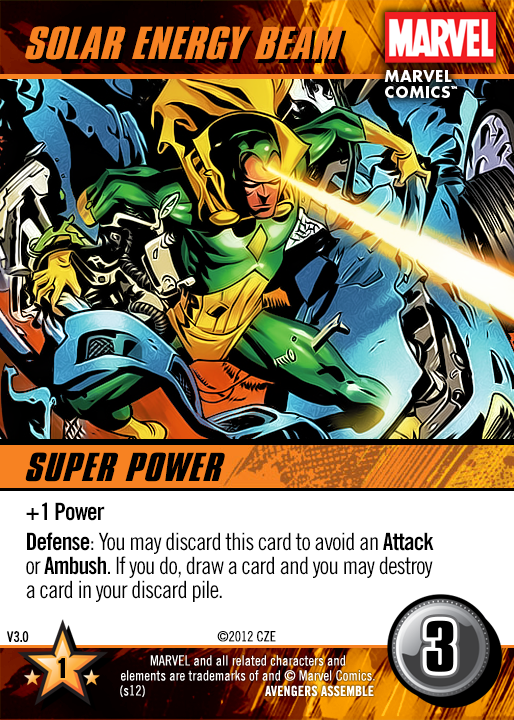 SOLAR ENERGY BEAM
MARVEL
MARVEL
COMICS™
SUPER POWER
+1 Power
Defense: You may discard this card to avoid an Attack
or Ambush. If you do, draw a card and you may destroy
a card in your discard pile.
V3.0
©2012 CZE
1
MARVEL and all related characters and
elements are trademarks of and © Marvel Comics.
(s12)
AVENGERS ASSEMBLE
3